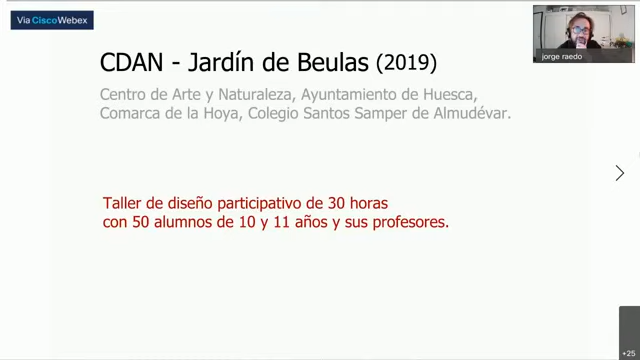 Via CiscoWebex
jorge raedo
CDAN - Jardín de Beulas (2019)
Centro de Arte y Naturaleza, Ayuntamiento de Huesca,
Comarca de la Hoya, Colegio Santos Samper de Almudévar.
Taller de diseño participativo de 30 horas
con 50 alumnos de 10 y 11 años y sus profesores.
+25